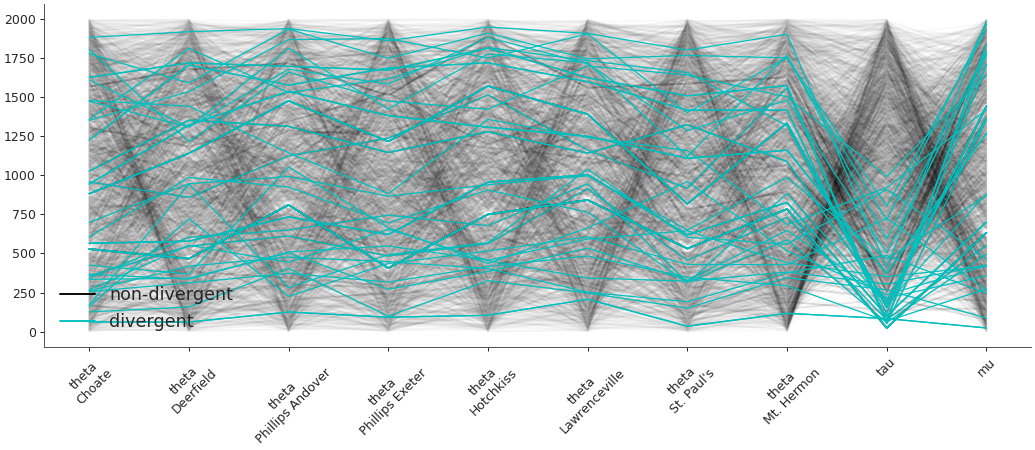 2000
1750
1500
1250
1000
750
500
250
0
non-divergent
divergent
theta
Choate
theta
Deerfield
theta
Phillips Andover
theta
Phillips Exeter
theta
Hotchkiss
theta
Lawrenceville
theta
St. Paul's
theta
Mt. Hermon
tau
mu